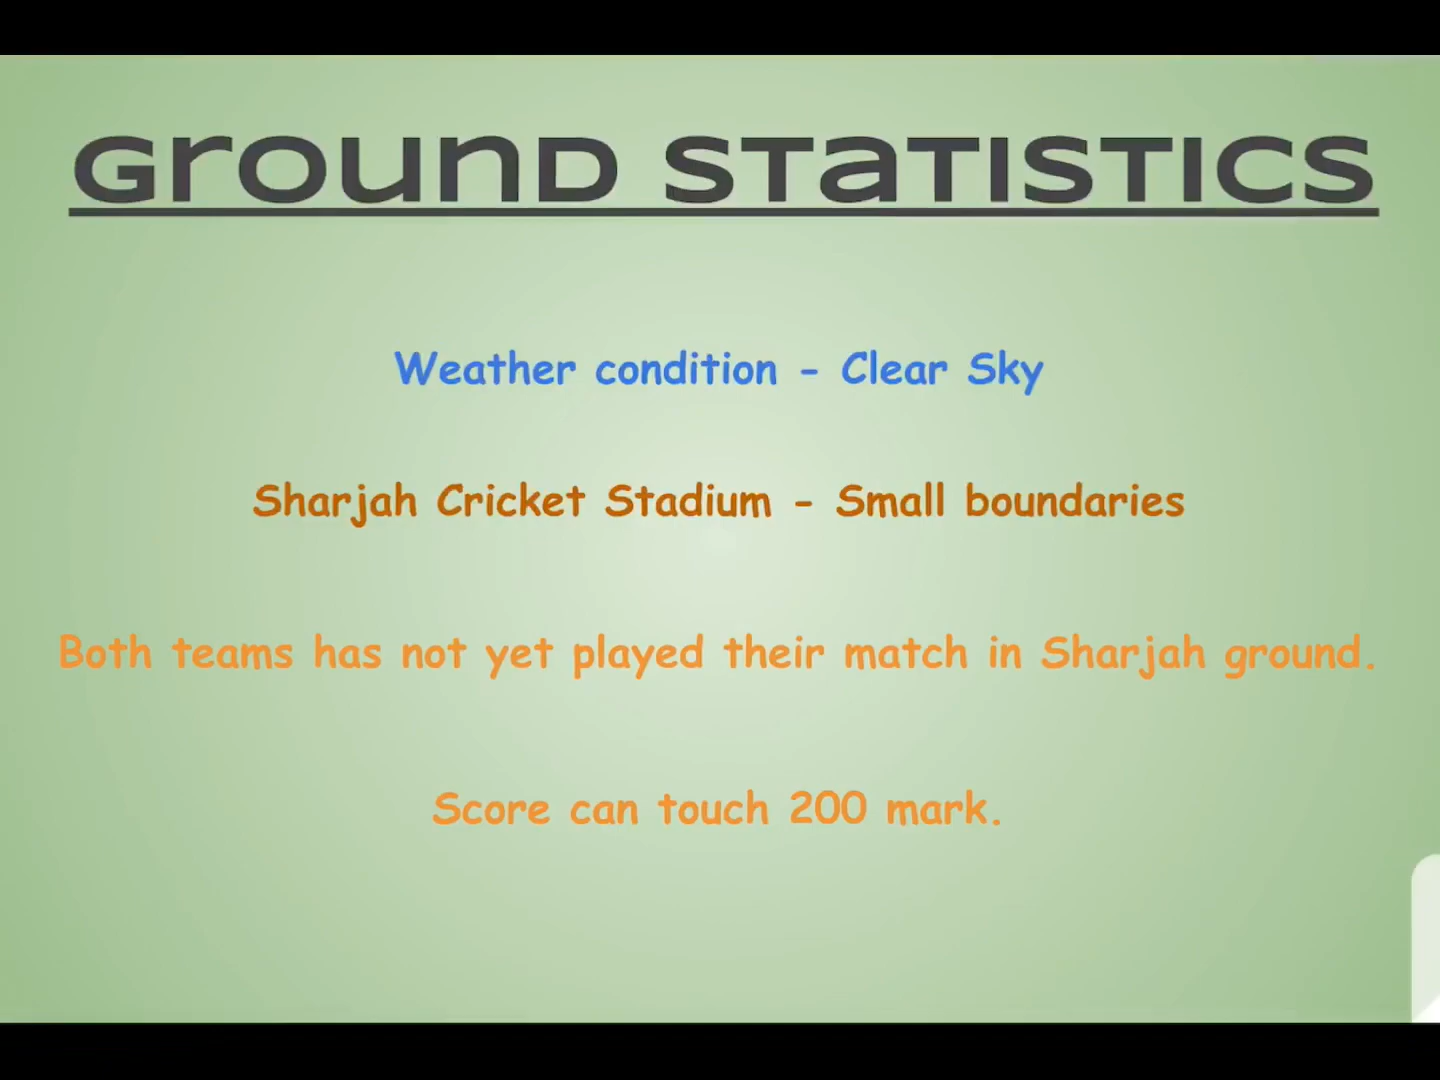 Ground Statistics
Weather condition - Clear Sky
Sharjah Cricket Stadium - Small boundaries
Both teams has not yet played their match in Sharjah ground.
Score can touch 200 mark.